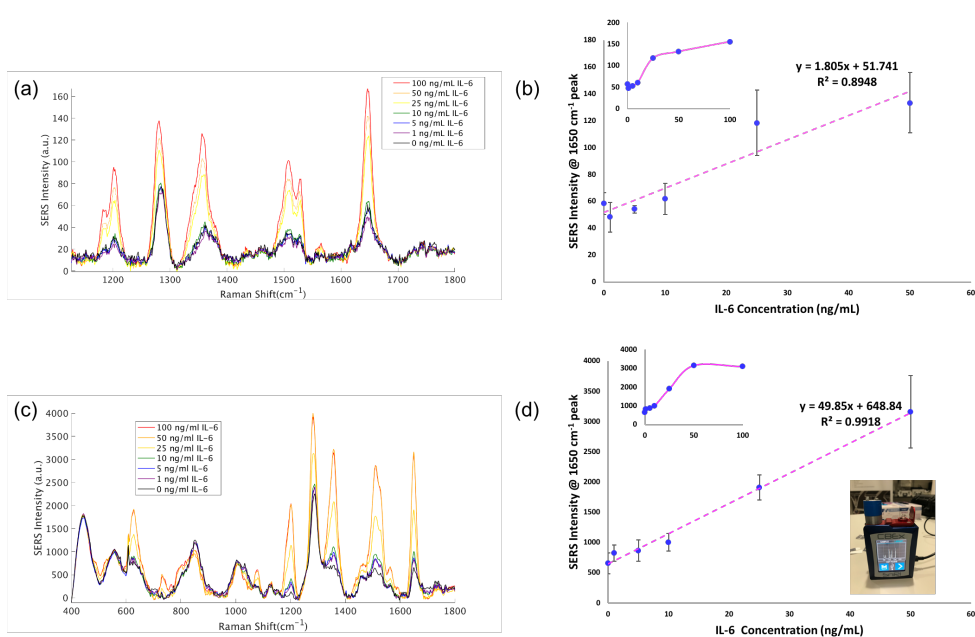 (a)
SERS Intensity (a.u.)
160
140
120
100
80
60
40
20
0
100 ng/mL IL-6
50 ng/mL IL-6
25 ng/mL IL-6
10 ng/mL IL-6
5 ng/mL IL-6
1 ng/mL IL-6
0 ng/mL IL-6
1200 1300 1400 1500 1600 1700 1800
Raman Shift(cm⁻¹)
(b)
SERS Intensity @ 1650 cm⁻¹ peak
180
160
140
120
100
80
60
40
20
0
200
150
100
50
0
0 50 100
y = 1.805x + 51.741
R² = 0.8948
0 10 20 30 40 50 60
IL-6 Concentration (ng/mL)
(c)
SERS Intensity (a.u.)
4000
3500
3000
2500
2000
1500
1000
500
0
100 ng/ml IL-6
50 ng/ml IL-6
25 ng/ml IL-6
10 ng/ml IL-6
5 ng/ml IL-6
1 ng/ml IL-6
0 ng/ml IL-6
400 600 800 1000 1200 1400 1600 1800
Raman Shift(cm⁻¹)
(d)
SERS Intensity @ 1650 cm⁻¹ peak
4000
3500
3000
2500
2000
1500
1000
500
0
4000
3000
2000
1000
0
0 50 100
y = 49.85x + 648.84
R² = 0.9918
0 10 20 30 40 50 60
IL-6 Concentration (ng/mL)